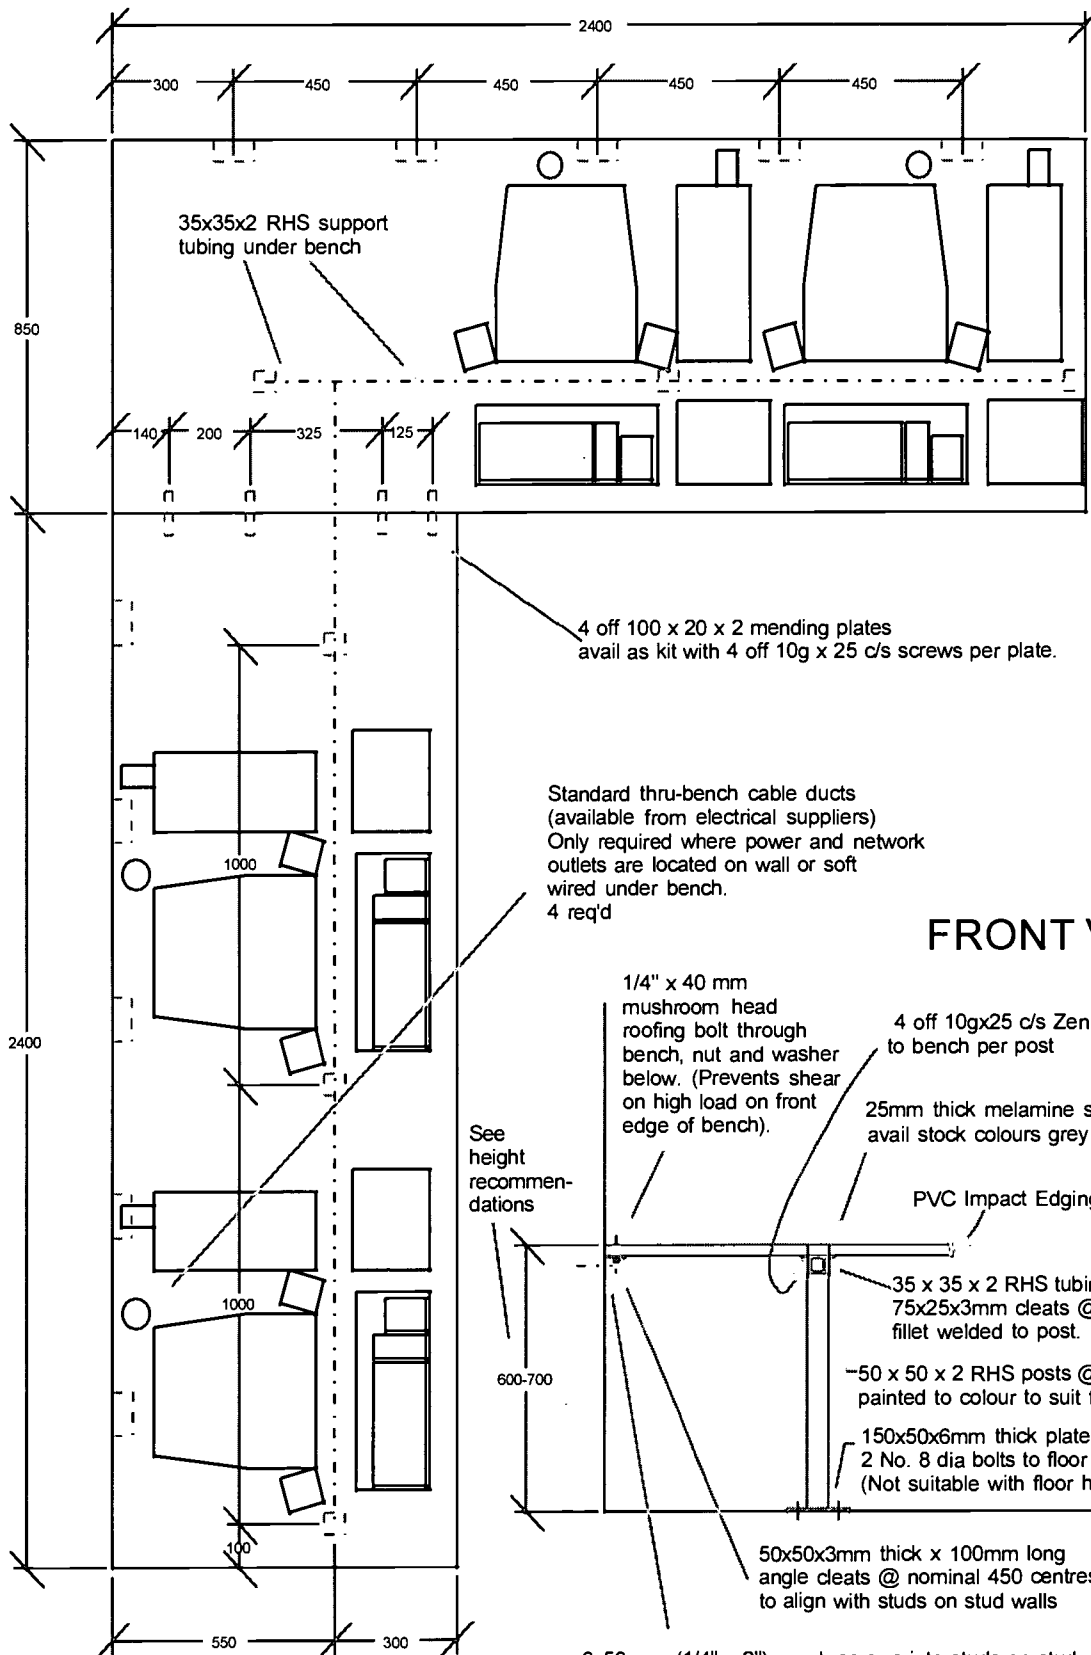 2400
300
450
450
450
450
35x35x2 RHS support
tubing under bench
850
140
200
325
125
4 off 100 x 20 x 2 mending plates
avail as kit with 4 off 10g x 25 c/s screws per plate.
Standard thru-bench cable ducts
(available from electrical suppliers)
Only required where power and network
outlets are located on wall or soft
wired under bench.
4 req'd
1000
2400
FRONT V
1/4" x 40 mm
mushroom head
roofing bolt through
bench, nut and washer
below. (Prevents shear
on high load on front
edge of bench).
4 off 10gx25 c/s Zen
to bench per post
25mm thick melamine s
avail stock colours grey
See
height
recommen-
dations
PVC Impact Edging
35 x 35 x 2 RHS tubin
75x25x3mm cleats @
fillet welded to post.
1000
600-700
50 x 50 x 2 RHS posts @
painted to colour to suit
150x50x6mm thick plate
2 No. 8 dia bolts to floor
(Not suitable with floor h
100
50x50x3mm thick x 100mm long
angle cleats @ nominal 450 centres
to align with studs on stud walls
550
300